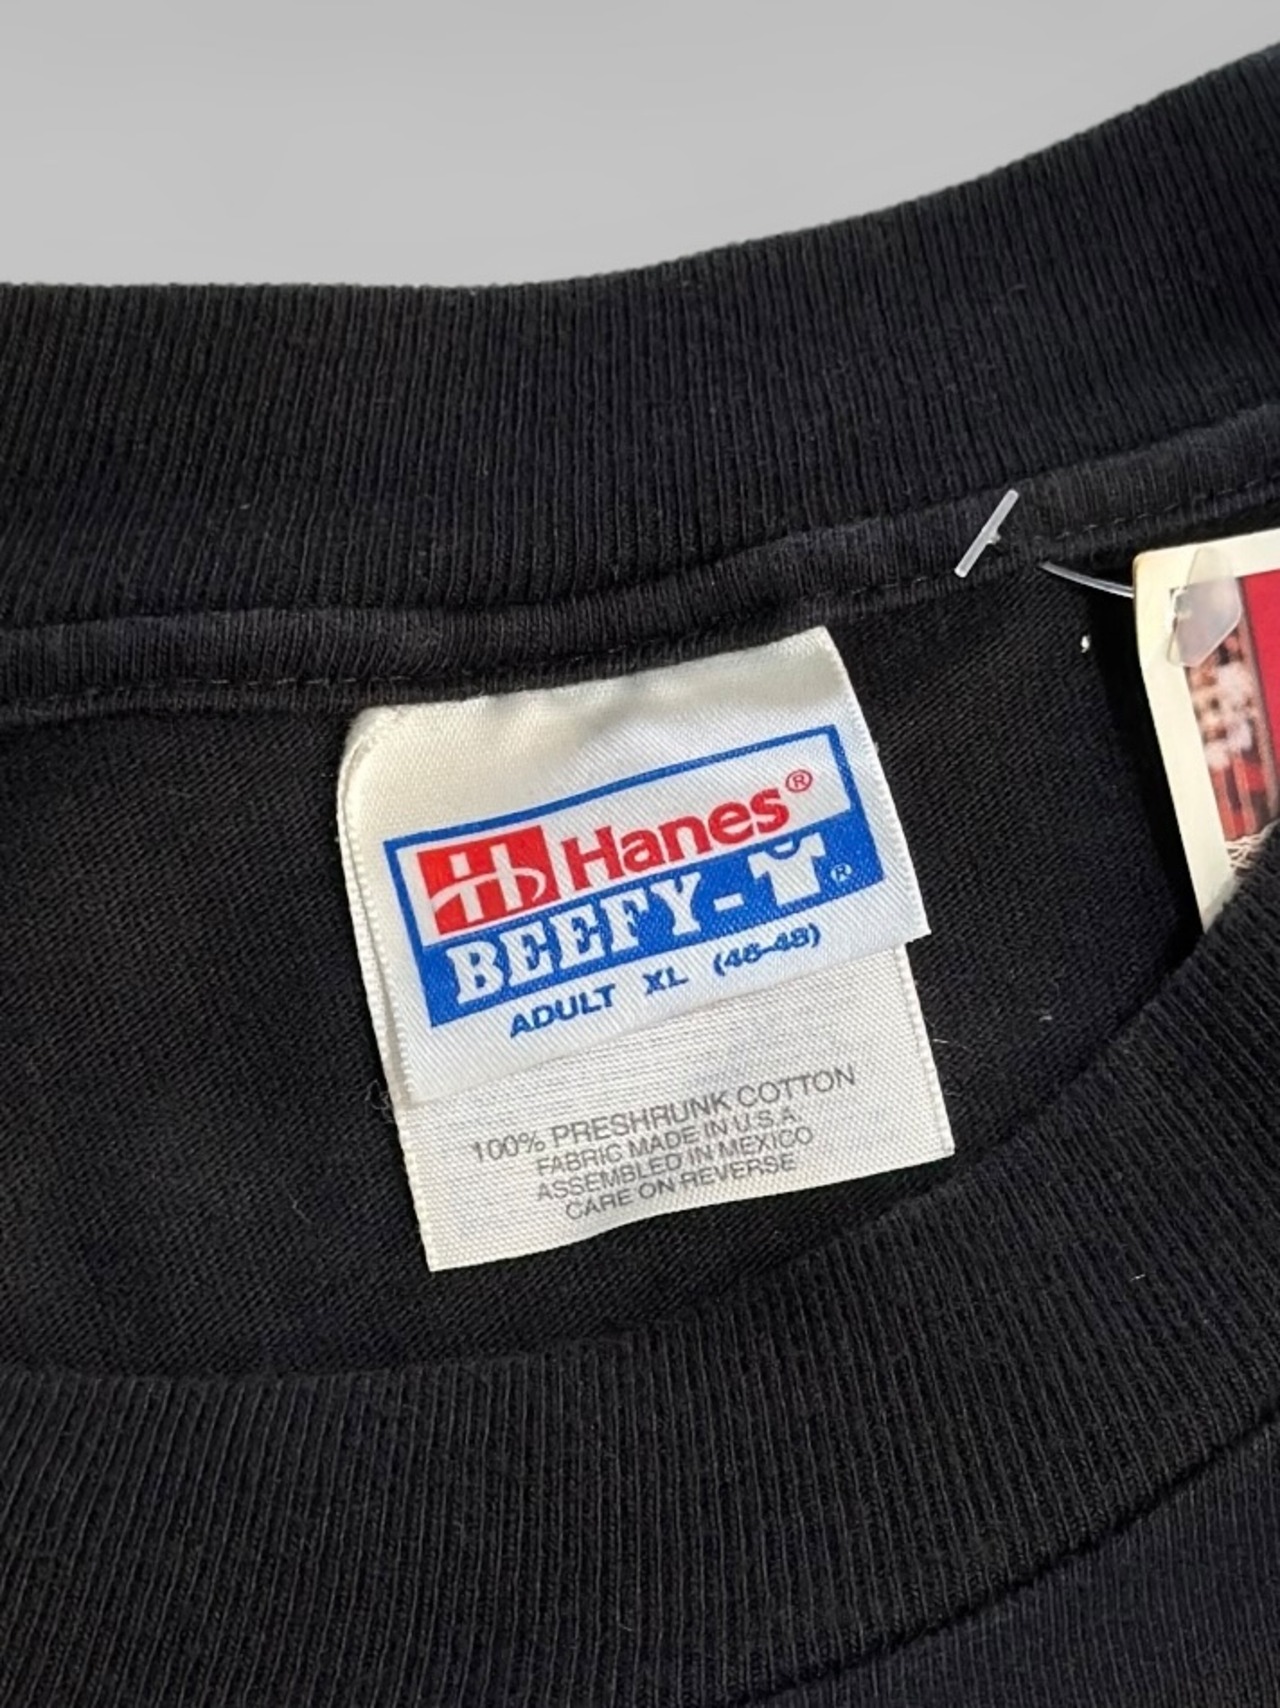 Hanes®
BEEFY-T®
ADULT XL (46-48)
100% PRESHRUNK COTTON
FABRIC MADE IN U.S.A.
ASSEMBLED IN MEXICO
CARE ON REVERSE